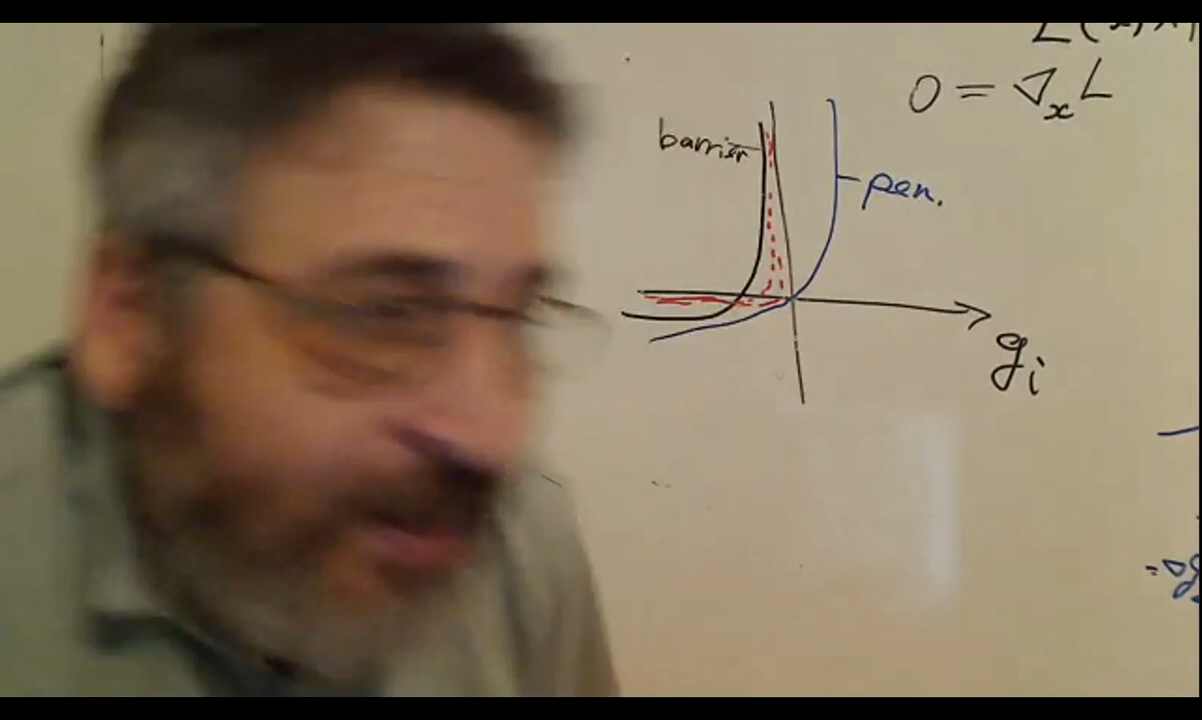 0 = ∇ₓL
barrier
pen.
gᵢ